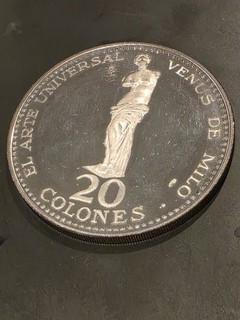 EL ARTE UNIVERSAL
VENUS DE MILO
20
COLONES